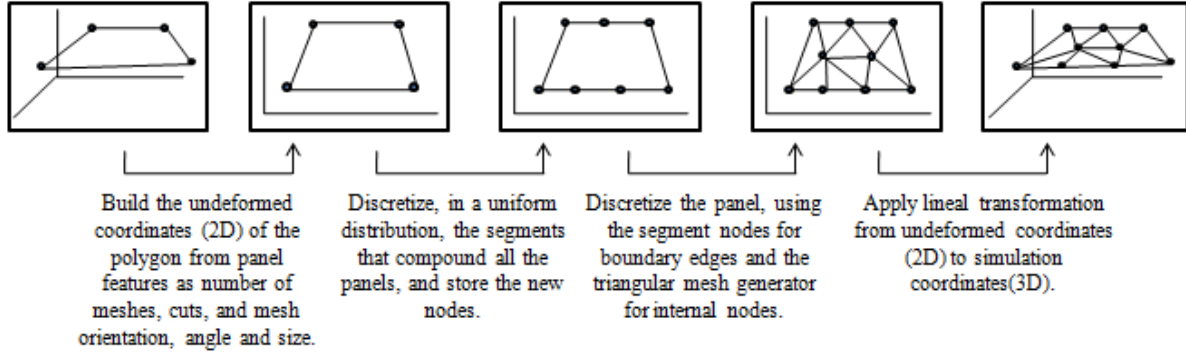 Build the undeformed
coordinates (2D) of the
polygon from panel
features as number of
meshes, cuts, and mesh
orientation, angle and size.
Discretize, in a uniform
distribution, the segments
that compound all the
panels, and store the new
nodes.
Discretize the panel, using
the segment nodes for
boundary edges and the
triangular mesh generator
for internal nodes.
Apply lineal transformation
from undeformed coordinates
(2D) to simulation
coordinates(3D).